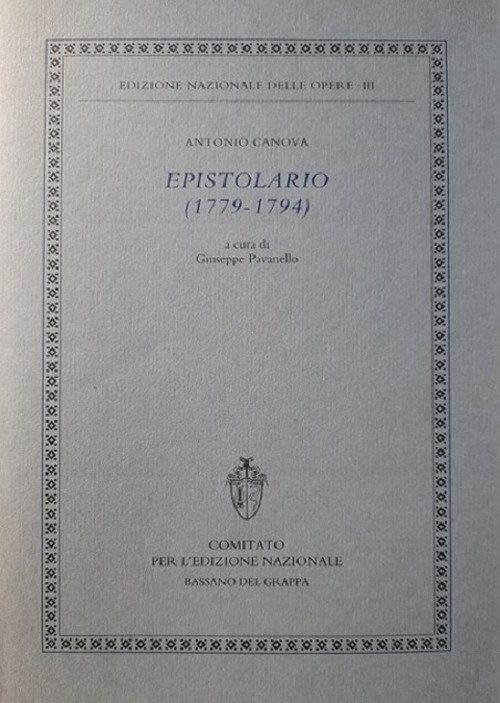 EDIZIONE NAZIONALE DELLE OPERE - III
ANTONIO CANOVA
EPISTOLARIO
(1779-1794)
a cura di
Giuseppe Pavanello
COMITATO
PER L'EDIZIONE NAZIONALE
BASSANO DEL GRAPPA